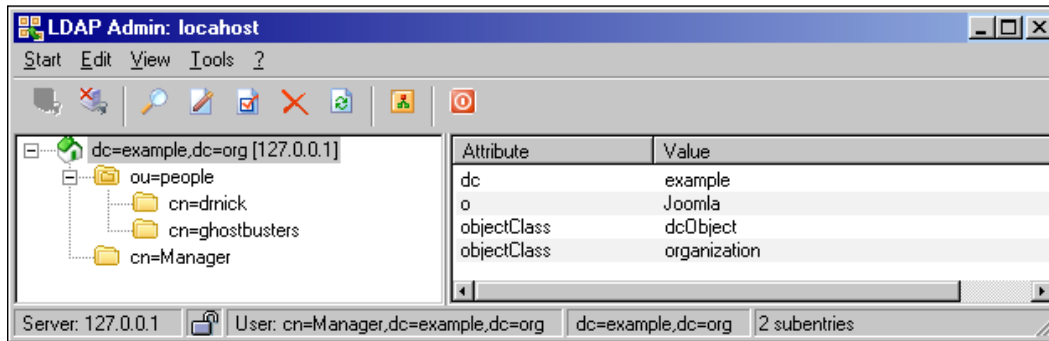 LDAP Admin: locahost
Start Edit View Tools ?
dc=example,dc=org [127.0.0.1]
ou=people
cn=drnick
cn=ghostbusters
cn=Manager
Attribute Value
dc example
o Joomla
objectClass dcObject
objectClass organization
Server: 127.0.0.1 User: cn=Manager,dc=example,dc=org dc=example,dc=org 2 subentries